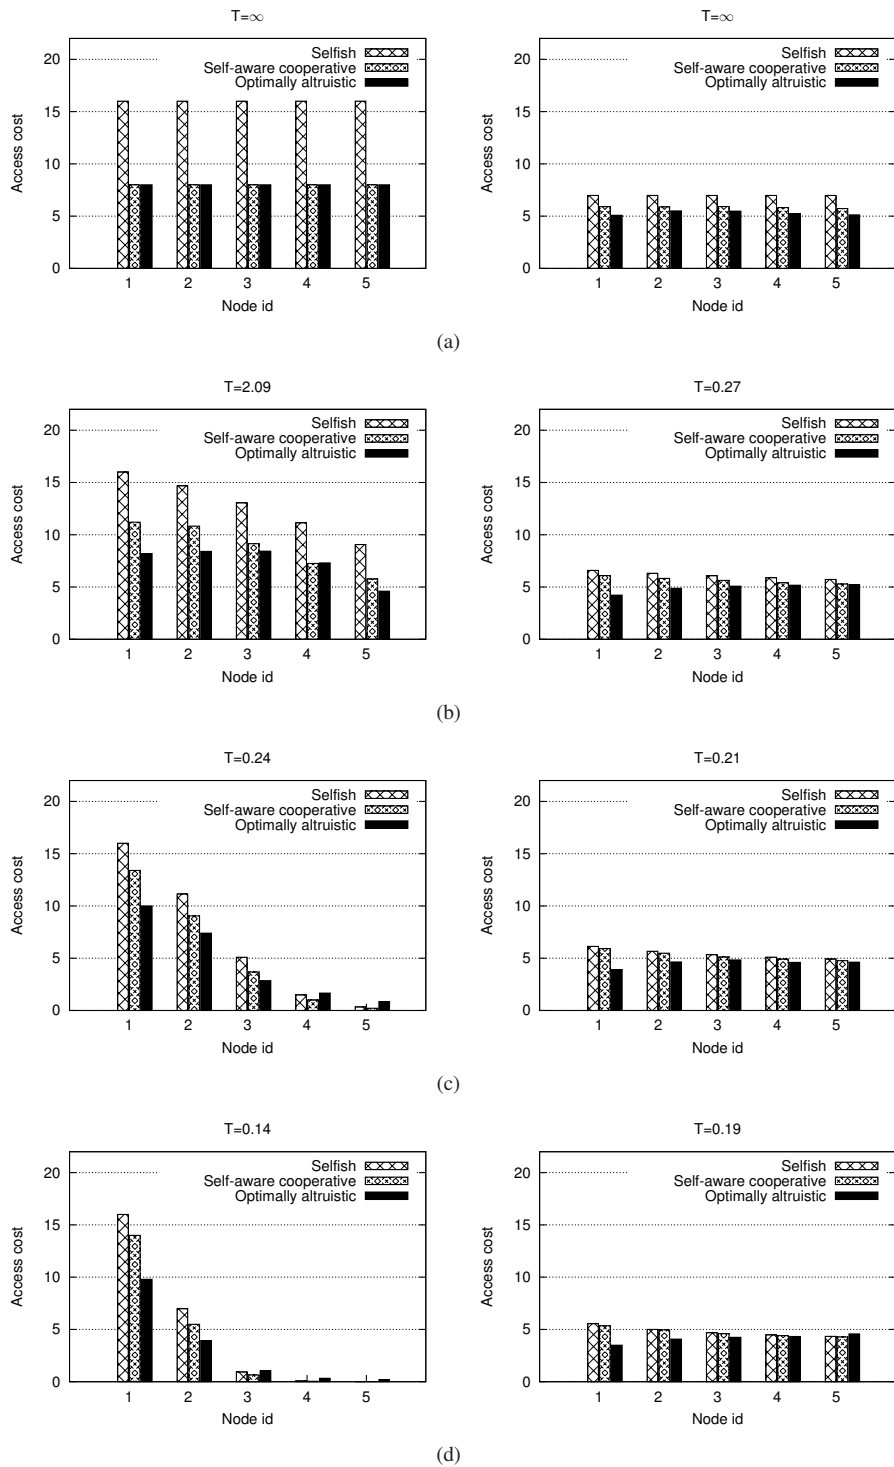 T=∞
Selfish
Self-aware cooperative
Optimally altruistic
Access cost
20
15
10
5
0
1 2 3 4 5
Node id
T=∞
Selfish
Self-aware cooperative
Optimally altruistic
Access cost
20
15
10
5
0
1 2 3 4 5
Node id
(a)
T=2.09
Selfish
Self-aware cooperative
Optimally altruistic
Access cost
20
15
10
5
0
1 2 3 4 5
Node id
T=0.27
Selfish
Self-aware cooperative
Optimally altruistic
Access cost
20
15
10
5
0
1 2 3 4 5
Node id
(b)
T=0.24
Selfish
Self-aware cooperative
Optimally altruistic
Access cost
20
15
10
5
0
1 2 3 4 5
Node id
T=0.21
Selfish
Self-aware cooperative
Optimally altruistic
Access cost
20
15
10
5
0
1 2 3 4 5
Node id
(c)
T=0.14
Selfish
Self-aware cooperative
Optimally altruistic
Access cost
20
15
10
5
0
1 2 3 4 5
Node id
T=0.19
Selfish
Self-aware cooperative
Optimally altruistic
Access cost
20
15
10
5
0
1 2 3 4 5
Node id
(d)